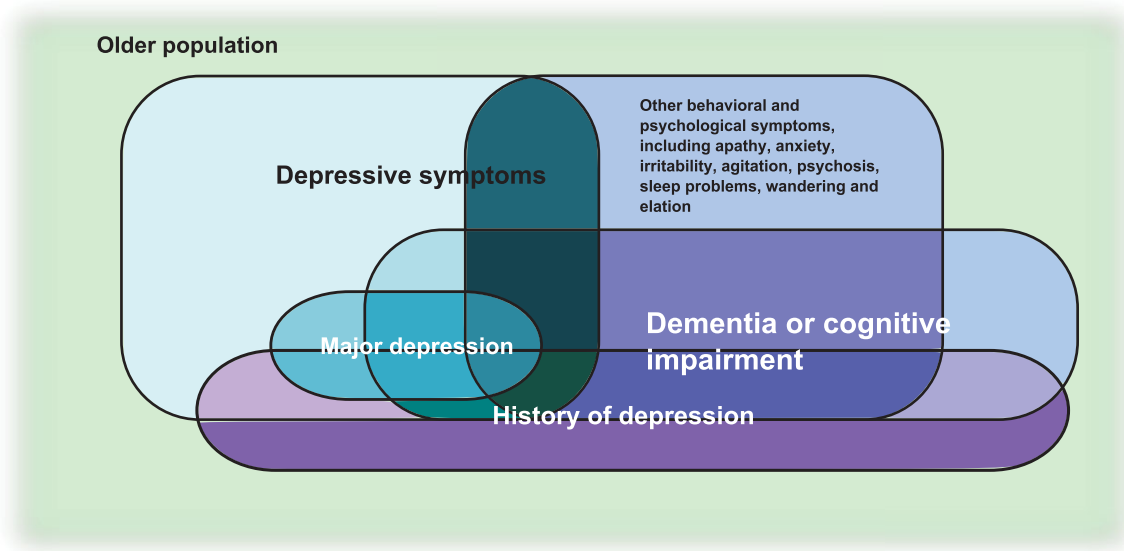 Older population
Other behavioral and
psychological symptoms,
including apathy, anxiety,
irritability, agitation, psychosis,
sleep problems, wandering and
elation
Depressive symptoms
Dementia or cognitive
impairment
Major depression
History of depression